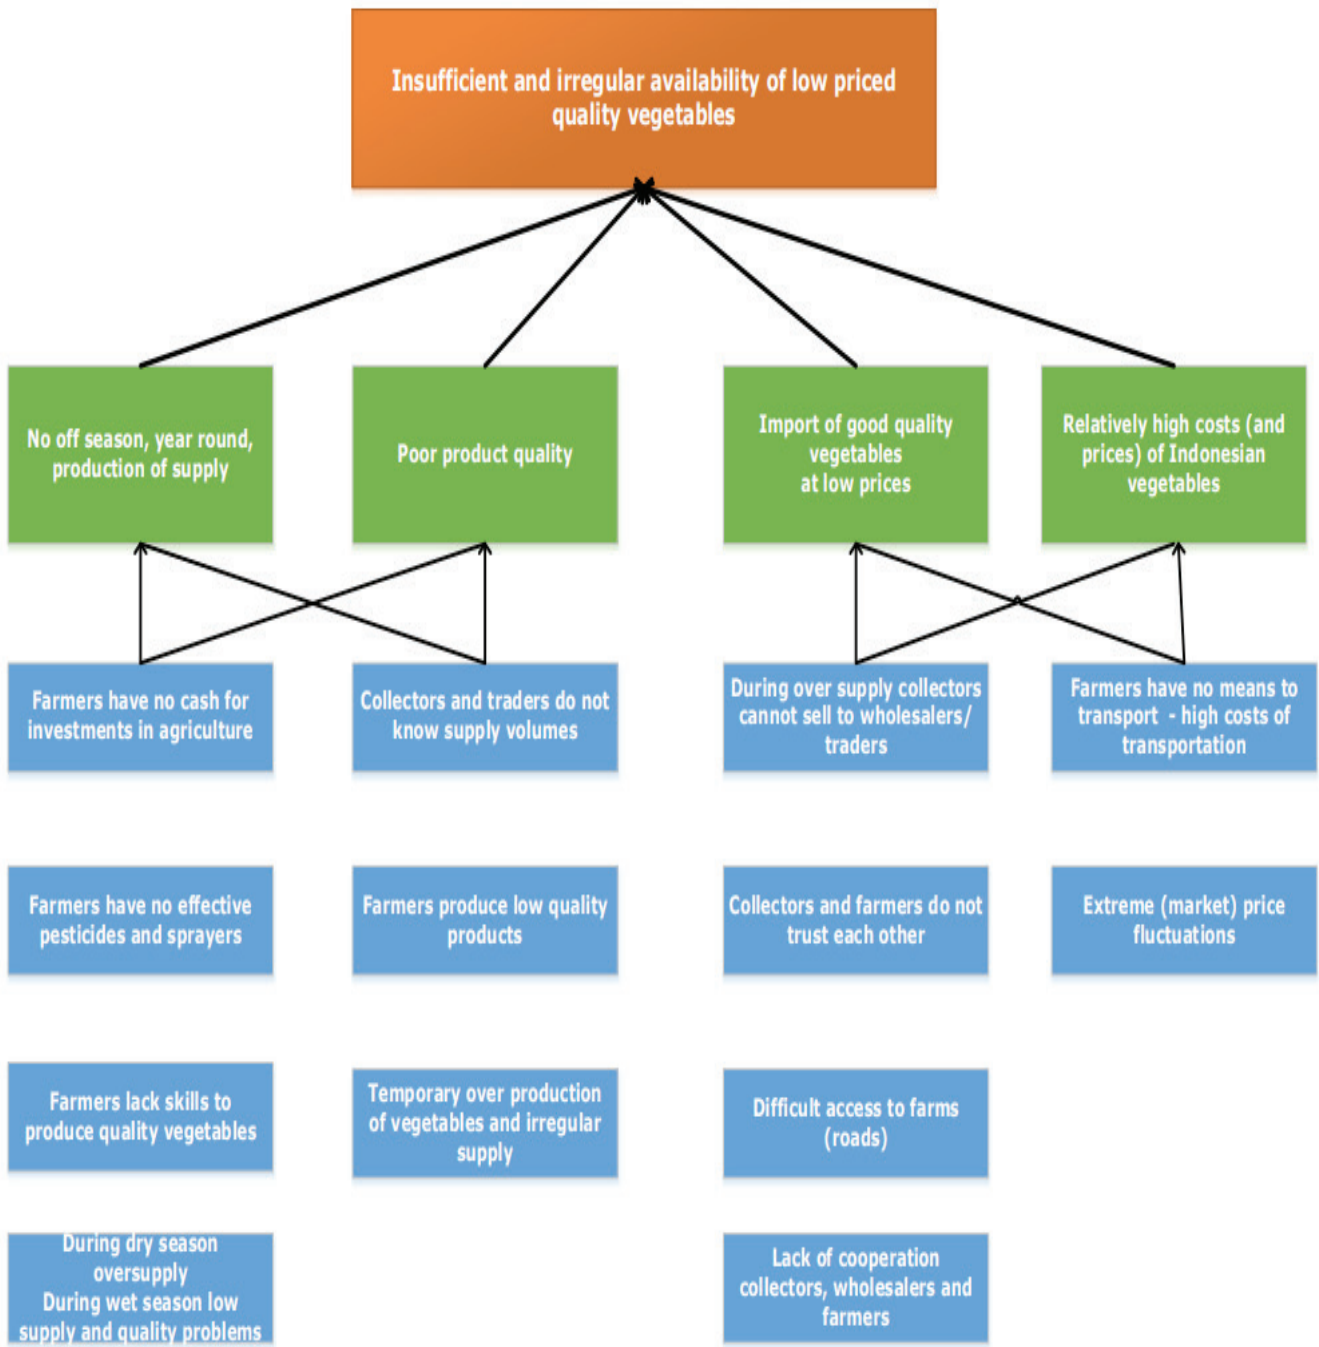 Insufficient and irregular availability of low priced
quality vegetables
No off season, year round,
production of supply
Poor product quality
Import of good quality
vegetables
at low prices
Relatively high costs (and
prices) of Indonesian
vegetables
Farmers have no cash for
investments in agriculture
Collectors and traders do not
know supply volumes
During over supply collectors
cannot sell to wholesalers/
traders
Farmers have no means to
transport - high costs of
transportation
Farmers have no effective
pesticides and sprayers
Farmers produce low quality
products
Collectors and farmers do not
trust each other
Extreme (market) price
fluctuations
Farmers lack skills to
produce quality vegetables
Temporary over production
of vegetables and irregular
supply
Difficult access to farms
(roads)
During dry season
oversupply
During wet season low
supply and quality problems
Lack of cooperation
collectors, wholesalers and
farmers